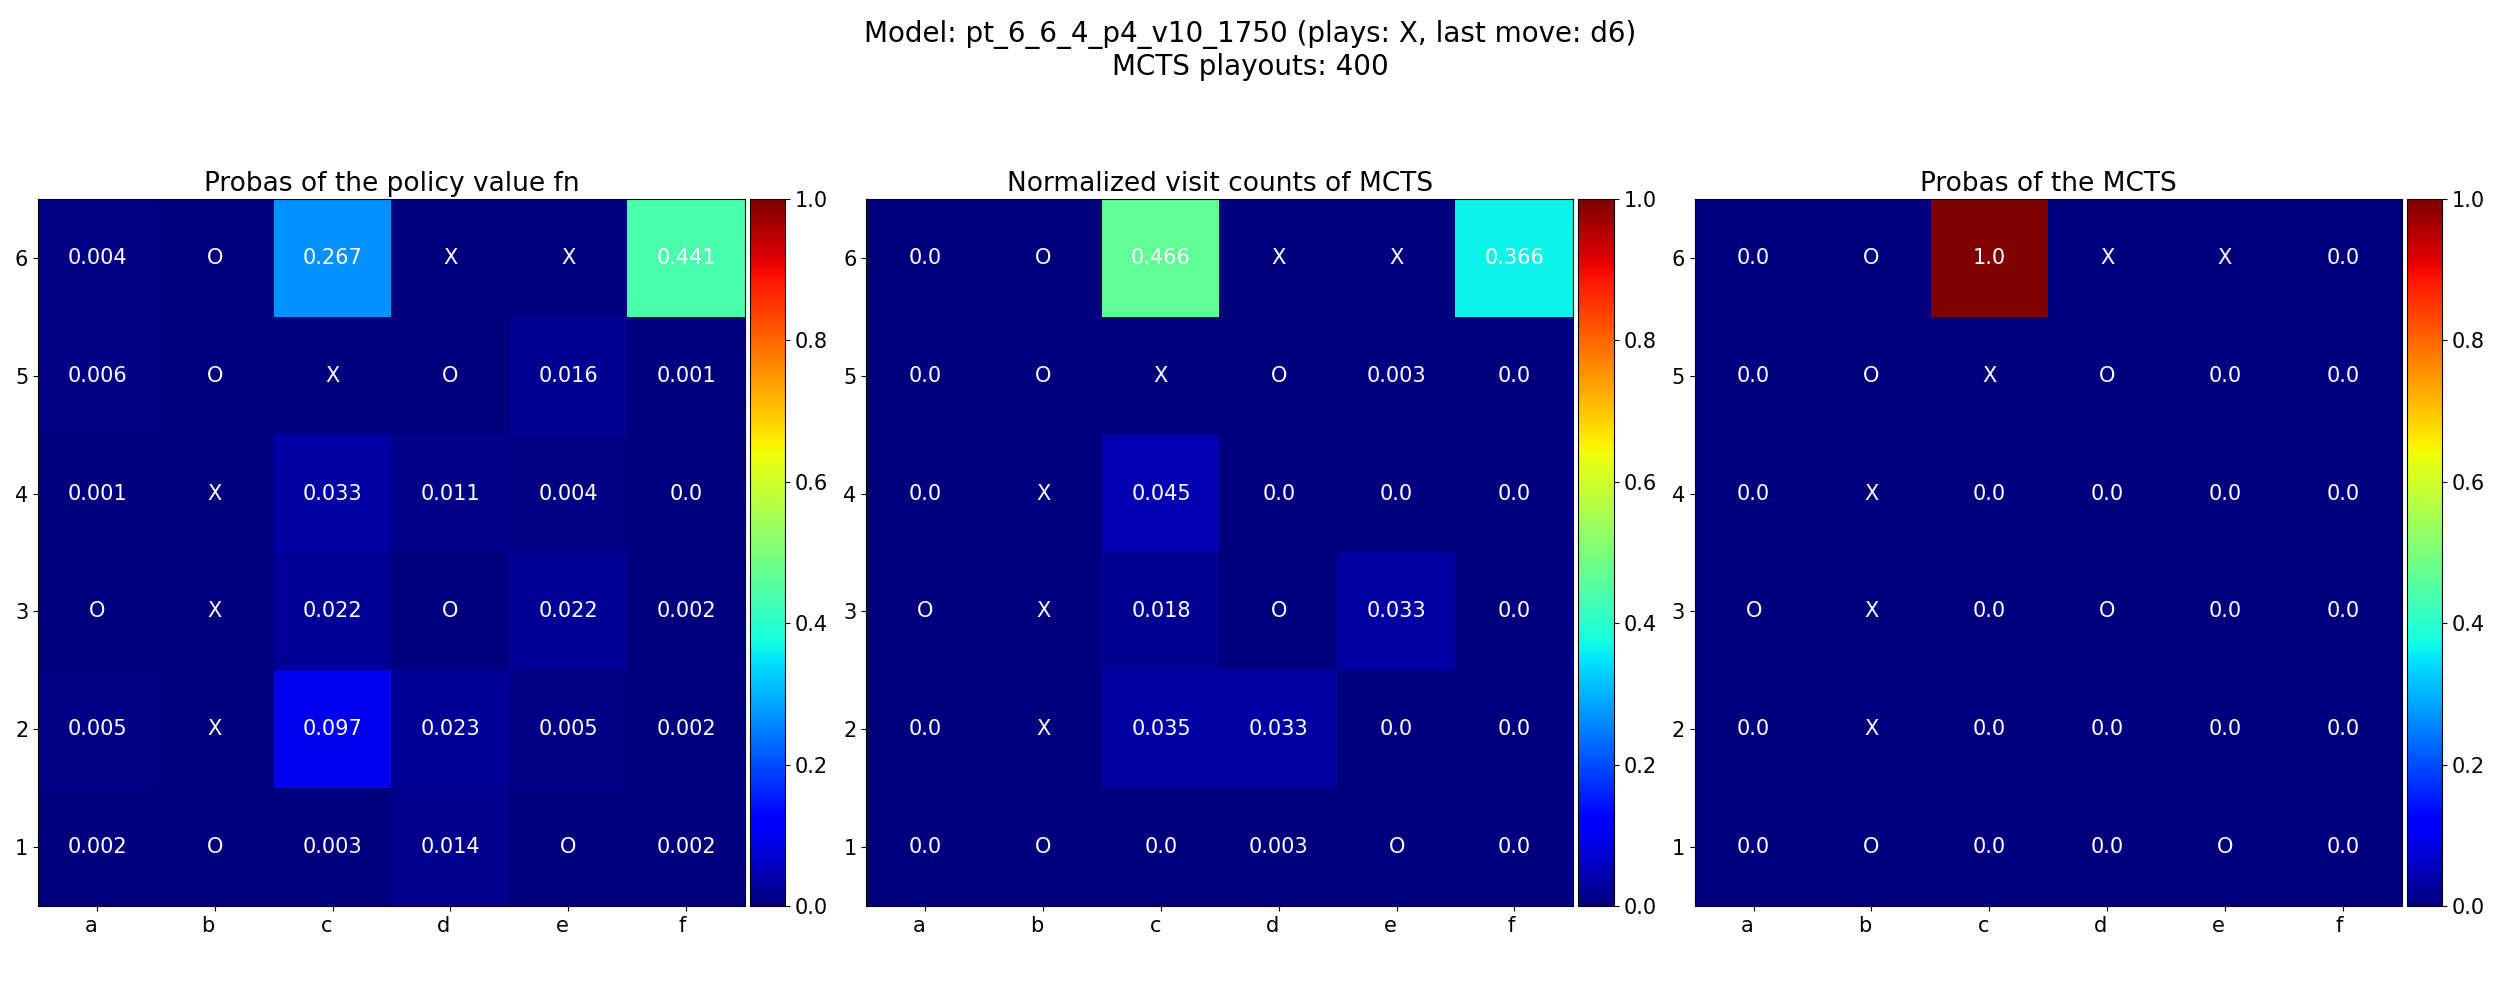 Model: pt_6_6_4_p4_v10_1750 (plays: X, last move: d6)
MCTS playouts: 400
Probas of the policy value fn
6 0.004 O 0.267 X X 0.441
5 0.006 O X O 0.016 0.001
4 0.001 X 0.033 0.011 0.004 0.0
3 O X 0.022 O 0.022 0.002
2 0.005 X 0.097 0.023 0.005 0.002
1 0.002 O 0.003 0.014 O 0.002
a b c d e f
1.0
0.8
0.6
0.4
0.2
0.0
Normalized visit counts of MCTS
6 0.0 O 0.466 X X 0.366
5 0.0 O X O 0.003 0.0
4 0.0 X 0.045 0.0 0.0 0.0
3 O X 0.018 O 0.033 0.0
2 0.0 X 0.035 0.033 0.0 0.0
1 0.0 O 0.0 0.003 O 0.0
a b c d e f
1.0
0.8
0.6
0.4
0.2
0.0
Probas of the MCTS
6 0.0 O 1.0 X X 0.0
5 0.0 O X O 0.0 0.0
4 0.0 X 0.0 0.0 0.0 0.0
3 O X 0.0 O 0.0 0.0
2 0.0 X 0.0 0.0 0.0 0.0
1 0.0 O 0.0 0.0 O 0.0
a b c d e f
1.0
0.8
0.6
0.4
0.2
0.0